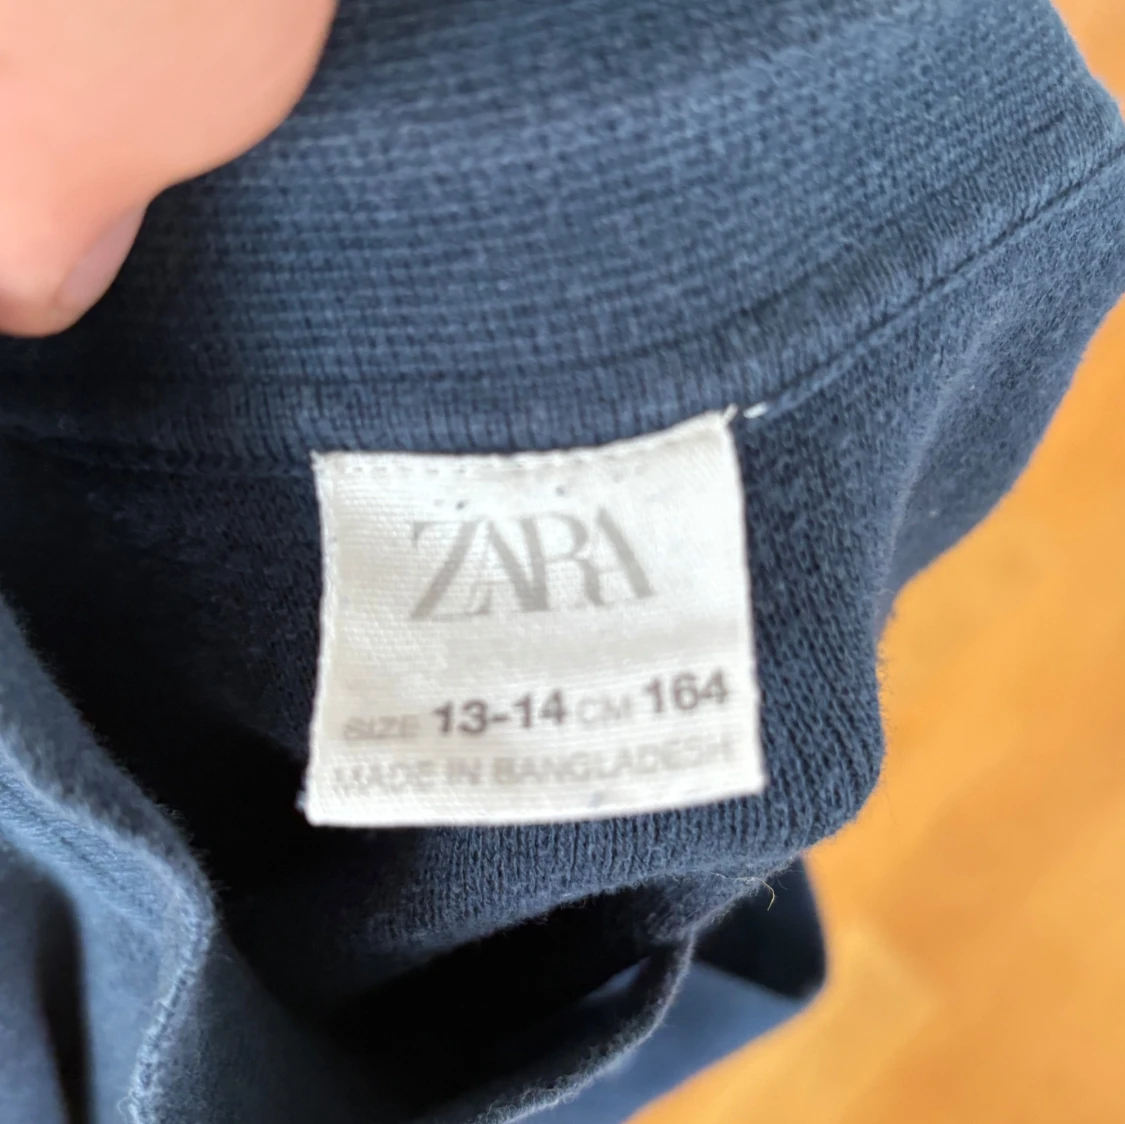 ZARA
SIZE 13-14 CM 164
MADE IN BANGLADESH